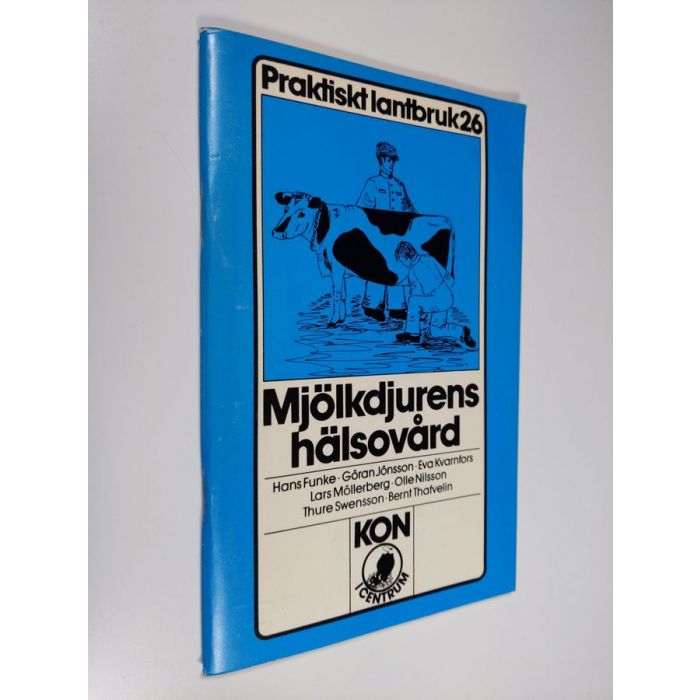 Praktiskt lantbruk 26
Mjölkdjurens
hälsovård
Hans Funke · Göran Jönsson · Eva Kvarnfors
Lars Möllerberg · Olle Nilsson
Thure Swensson · Bernt Thafvelin
KON
I CENTRUM